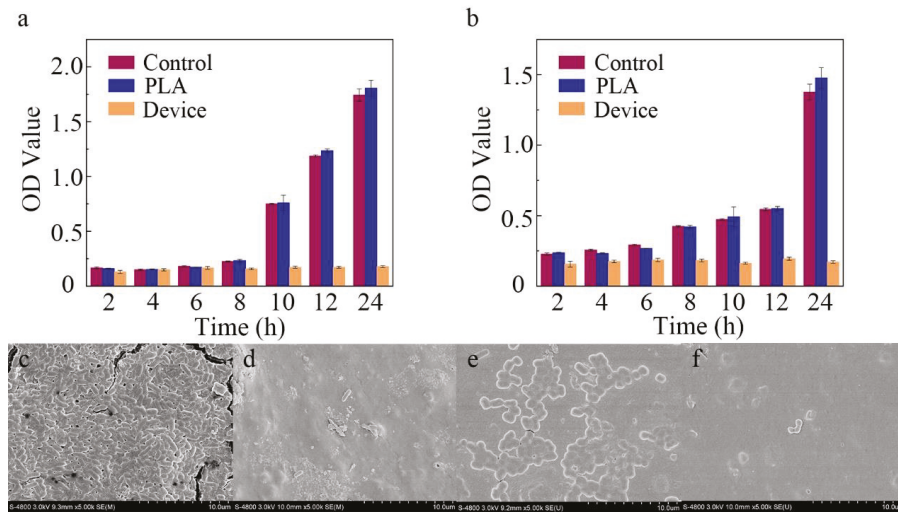 a
2.0
1.5
1.0
0.5
0
OD Value
Control
PLA
Device
2 4 6 8 10 12 24
Time (h)
b
1.5
1.0
0.5
0.0
OD Value
Control
PLA
Device
2 4 6 8 10 12 24
Time (h)
c
S-4800 3.0kV 9.3mm x5.00k SE(M) 10.0um
d
S-4800 3.0kV 10.0mm x5.00k SE(M) 10.0um
e
S-4800 3.0kV 9.2mm x5.00k SE(U) 10.0um
f
S-4800 3.0kV 10.0mm x5.00k SE(U) 10.0um